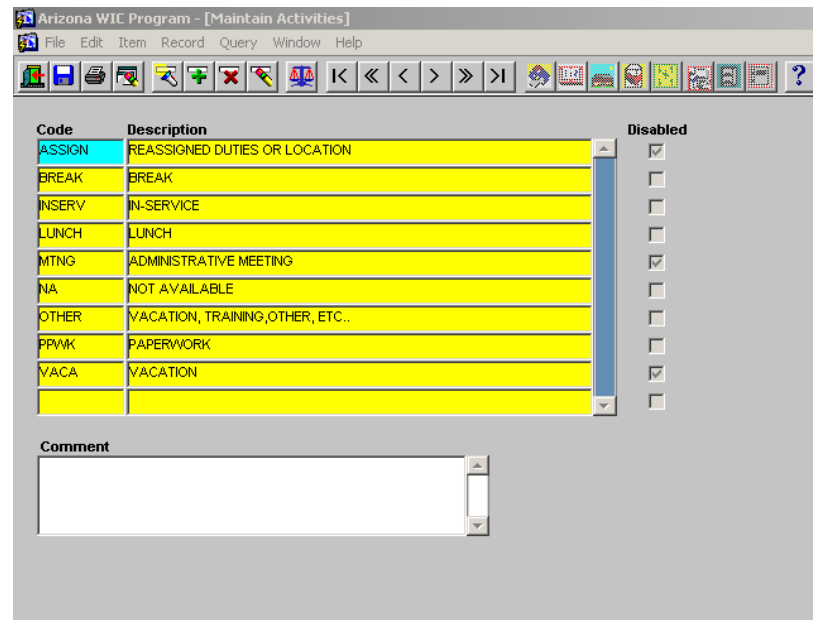 Arizona WIC Program - [Maintain Activities]
File Edit Item Record Query Window Help
Code Description Disabled
ASSIGN REASSIGNED DUTIES OR LOCATION
BREAK BREAK
INSERV IN-SERVICE
LUNCH LUNCH
MTNG ADMINISTRATIVE MEETING
NA NOT AVAILABLE
OTHER VACATION, TRAINING,OTHER, ETC..
PPWK PAPERWORK
VACA VACATION
Comment